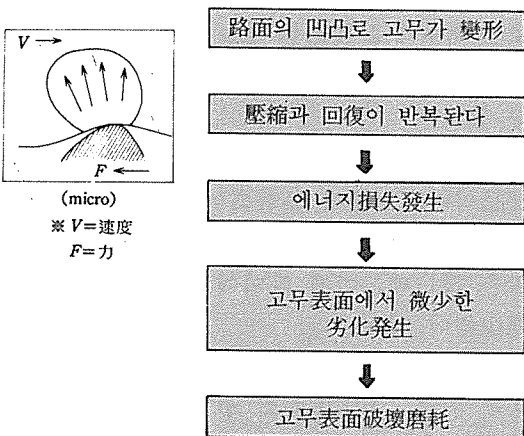 V
F
(micro)
※ V=速度
F=力
路面의 凹凸로 고무가 變形
壓縮과 回復이 반복된다
에너지損失發生
고무表面에서 微少한
劣化発生
고무表面破壞磨耗